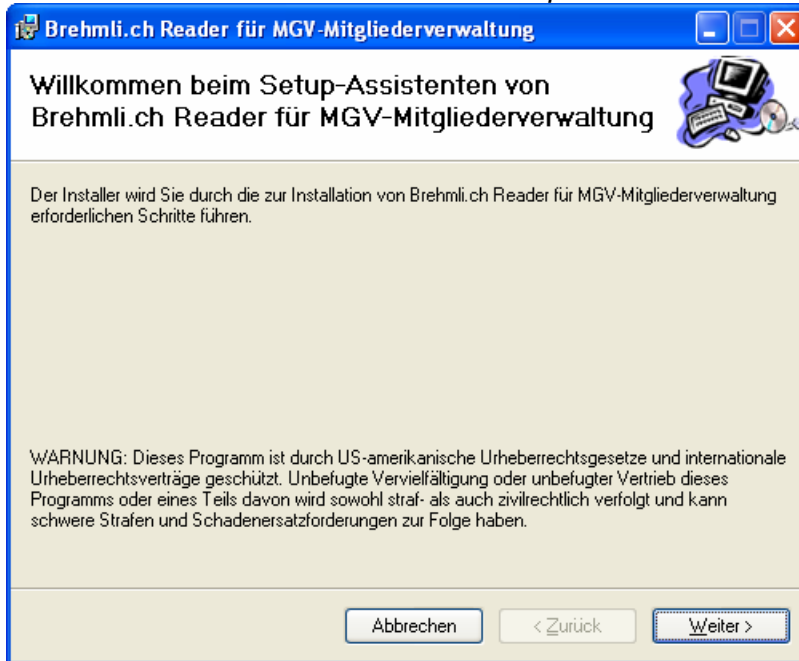 Brehmli.ch Reader für MGV-Mitgliederverwaltung
Willkommen beim Setup-Assistenten von
Brehmli.ch Reader für MGV-Mitgliederverwaltung
Der Installer wird Sie durch die zur Installation von Brehmli.ch Reader für MGV-Mitgliederverwaltung
erforderlichen Schritte führen.
WARNUNG: Dieses Programm ist durch US-amerikanische Urheberrechtsgesetze und internationale
Urheberrechtsverträge geschützt. Unbefugte Vervielfältigung oder unbefugter Vertrieb dieses
Programms oder eines Teils davon wird sowohl straf- als auch zivilrechtlich verfolgt und kann
schwere Strafen und Schadenersatzforderungen zur Folge haben.
Abbrechen < Zurück Weiter >